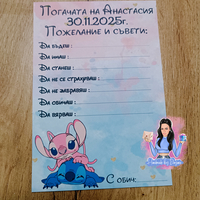 Погачата на Анастасия
30.11.2025г.
Пожелание и съвети:
Да бъдеш :
Да имаш :
Да станеш :
Да не се страхуваш :
Да не забравяш :
Да обичаш :
Да вярваш :
С обич: